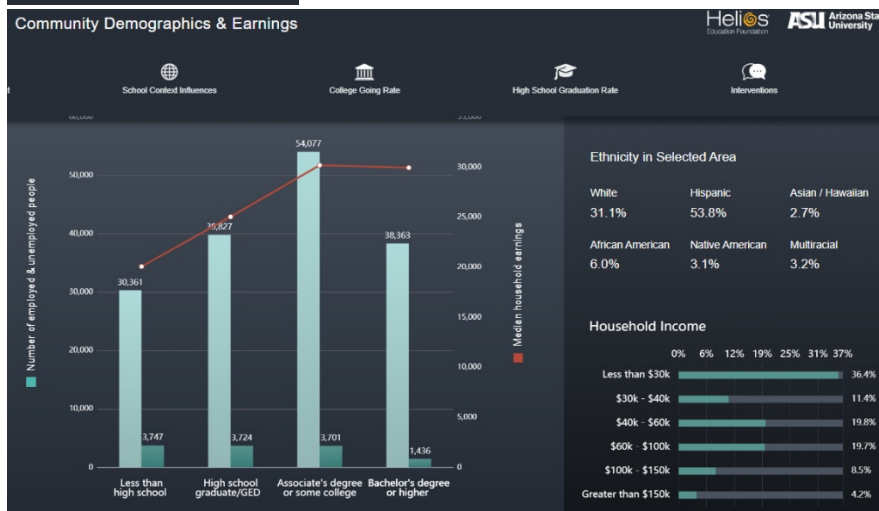 Community Demographics & Earnings
Helios
Education Foundation
ASU Arizona Sta
University
t
School Context Influences
College Going Rate
High School Graduation Rate
Interventions
60,000
35,000
54,077
50,000
30,000
39,827
38,363
25,000
40,000
30,361
20,000
30,000
15,000
20,000
10,000
10,000
5,000
3,747
3,724
3,701
1,436
0
0
Number of employed & unemployed people
Median household earnings
Less than
high school
High school
graduate/GED
Associate's degree
or some college
Bachelor's degree
or higher
Ethnicity in Selected Area
White
Hispanic
Asian / Hawaiian
31.1%
53.8%
2.7%
African American
Native American
Multiracial
6.0%
3.1%
3.2%
Household Income
0% 6% 12% 19% 25% 31% 37%
Less than $30k 36.4%
$30k - $40k 11.4%
$40k - $60k 19.8%
$60k - $100k 19.7%
$100k - $150k 8.5%
Greater than $150k 4.2%